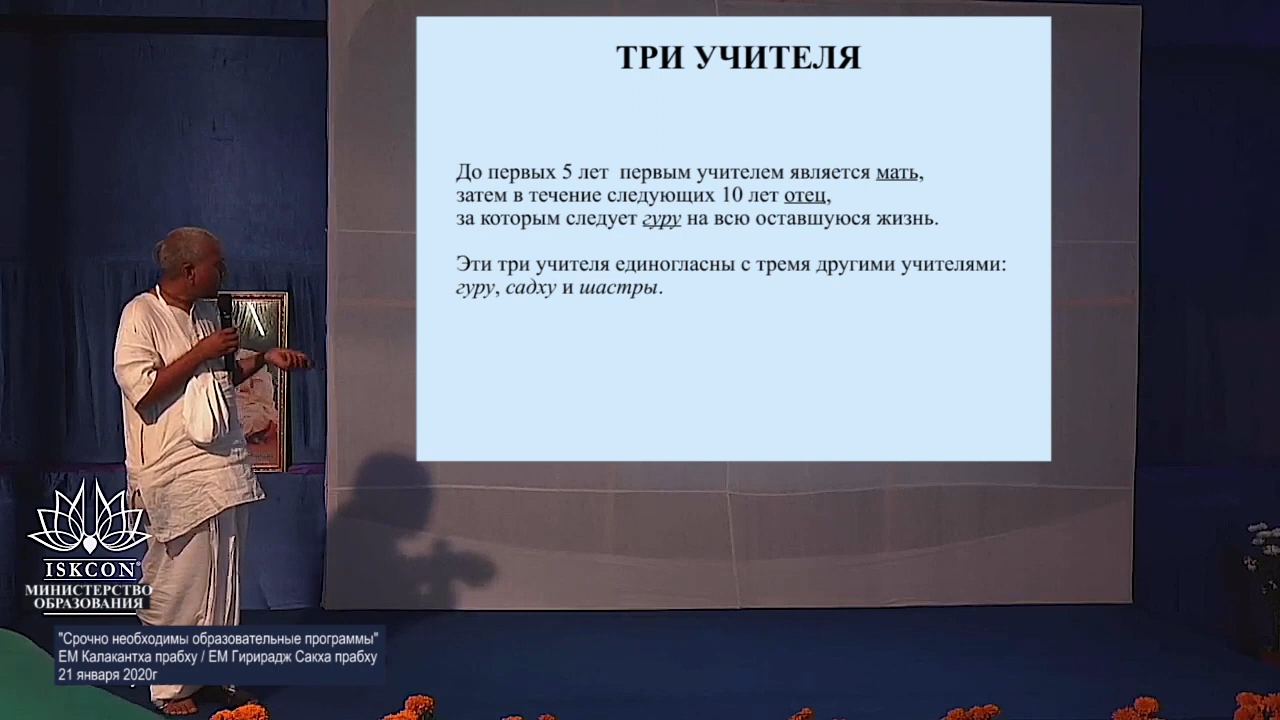 ТРИ УЧИТЕЛЯ
До первых 5 лет  первым учителем является мать,
затем в течение следующих 10 лет отец,
за которым следует гуру на всю оставшуюся жизнь.
Эти три учителя единогласны с тремя другими учителями:
гуру, садху и шастры.
ISKCON
МИНИСТЕРСТВО
ОБРАЗОВАНИЯ
"Срочно необходимы образовательные программы"
ЕМ Калакантха прабху / ЕМ Гирирадж Сакха прабху
21 января 2020г